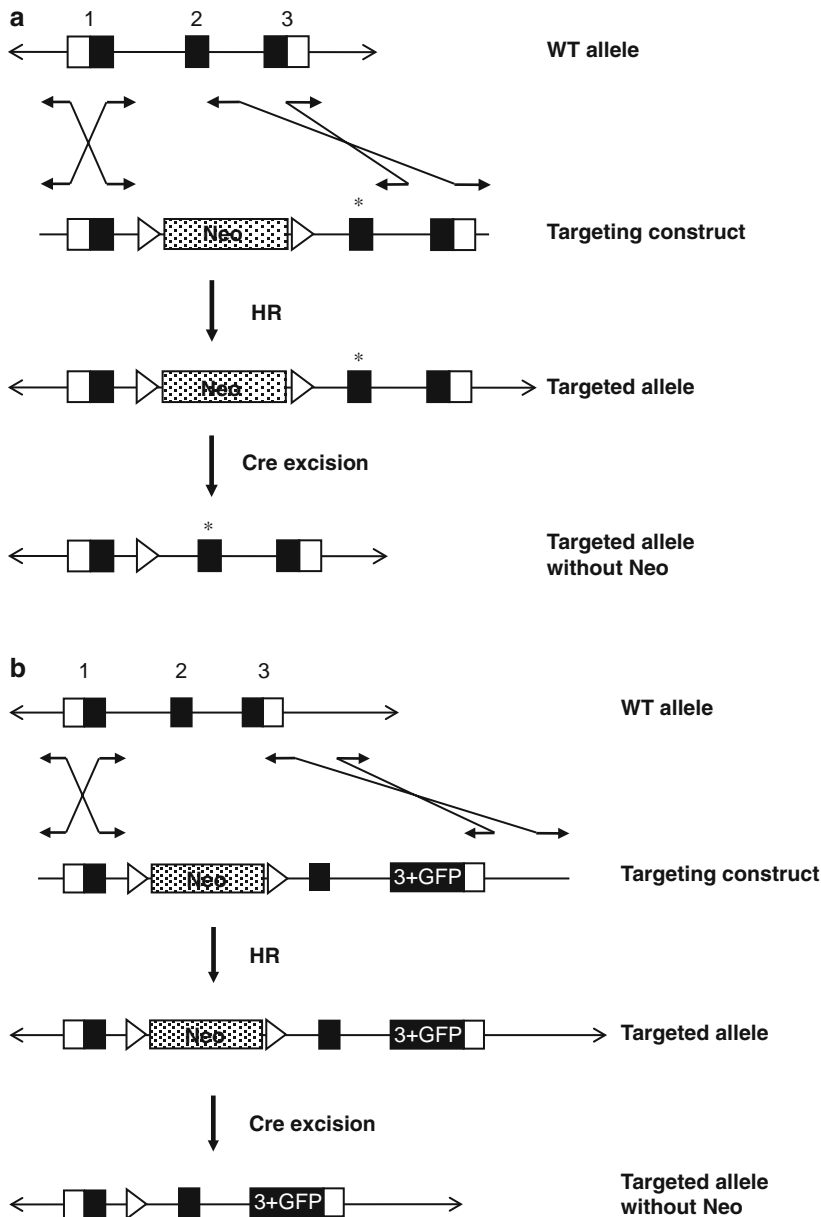 a
1 2 3
WT allele
*
Neo
Targeting construct
HR
*
Neo
Targeted allele
Cre excision
*
Targeted allele
without Neo
b
1 2 3
WT allele
Neo
3+GFP
Targeting construct
HR
Neo
3+GFP
Targeted allele
Cre excision
3+GFP
Targeted allele
without Neo